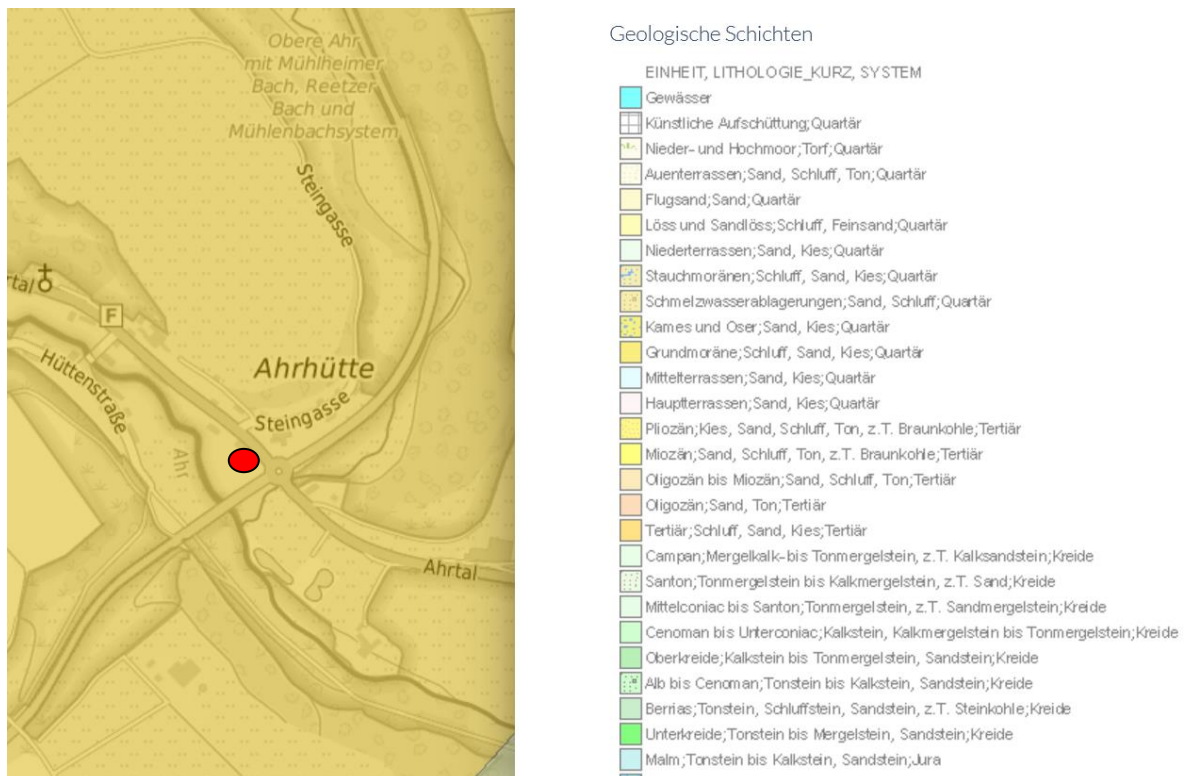 Obere Ahr
mit Mühlheimer
Bach, Reetzer
Bach und
Mühlenbachsystem
Steingasse
rtal
F
Hüttenstraße
Ahrhütte
Steingasse
Ahr
Ahrtal
Geologische Schichten
EINHEIT, LITHOLOGIE_KURZ, SYSTEM
Gewässer
Künstliche Aufschüttung;Quartär
Nieder- und Hochmoor;Torf;Quartär
Auenterrassen;Sand, Schluff, Ton;Quartär
Flugsand;Sand;Quartär
Löss und Sandlöss;Schluff, Feinsand;Quartär
Niederterrassen;Sand, Kies;Quartär
Stauchmoränen;Schluff, Sand, Kies;Quartär
Schmelzwasserablagerungen;Sand, Schluff;Quartär
Kames und Oser;Sand, Kies;Quartär
Grundmoräne;Schluff, Sand, Kies;Quartär
Mittelterrassen;Sand, Kies;Quartär
Hauptterrassen;Sand, Kies;Quartär
Pliozän;Kies, Sand, Schluff, Ton, z.T. Braunkohle;Tertiär
Miozän;Sand, Schluff, Ton, z.T. Braunkohle;Tertiär
Oligozän bis Miozän;Sand, Schluff, Ton;Tertiär
Oligozän;Sand, Ton;Tertiär
Tertiär;Schluff, Sand, Kies;Tertiär
Campan;Mergelkalk- bis Tonmergelstein, z.T. Kalksandstein;Kreide
Santon;Tonmergelstein bis Kalkmergelstein, z.T. Sand;Kreide
Mittelconiac bis Santon;Tonmergelstein, z.T. Sandmergelstein;Kreide
Cenoman bis Unterconiac;Kalkstein, Kalkmergelstein bis Tonmergelstein;Kreide
Oberkreide;Kalkstein bis Tonmergelstein, Sandstein;Kreide
Alb bis Cenoman;Tonstein bis Kalkstein, Sandstein;Kreide
Berrias;Tonstein, Schluffstein, Sandstein, z.T. Steinkohle;Kreide
Unterkreide;Tonstein bis Mergelstein, Sandstein;Kreide
Malm;Tonstein bis Kalkstein, Sandstein;Jura